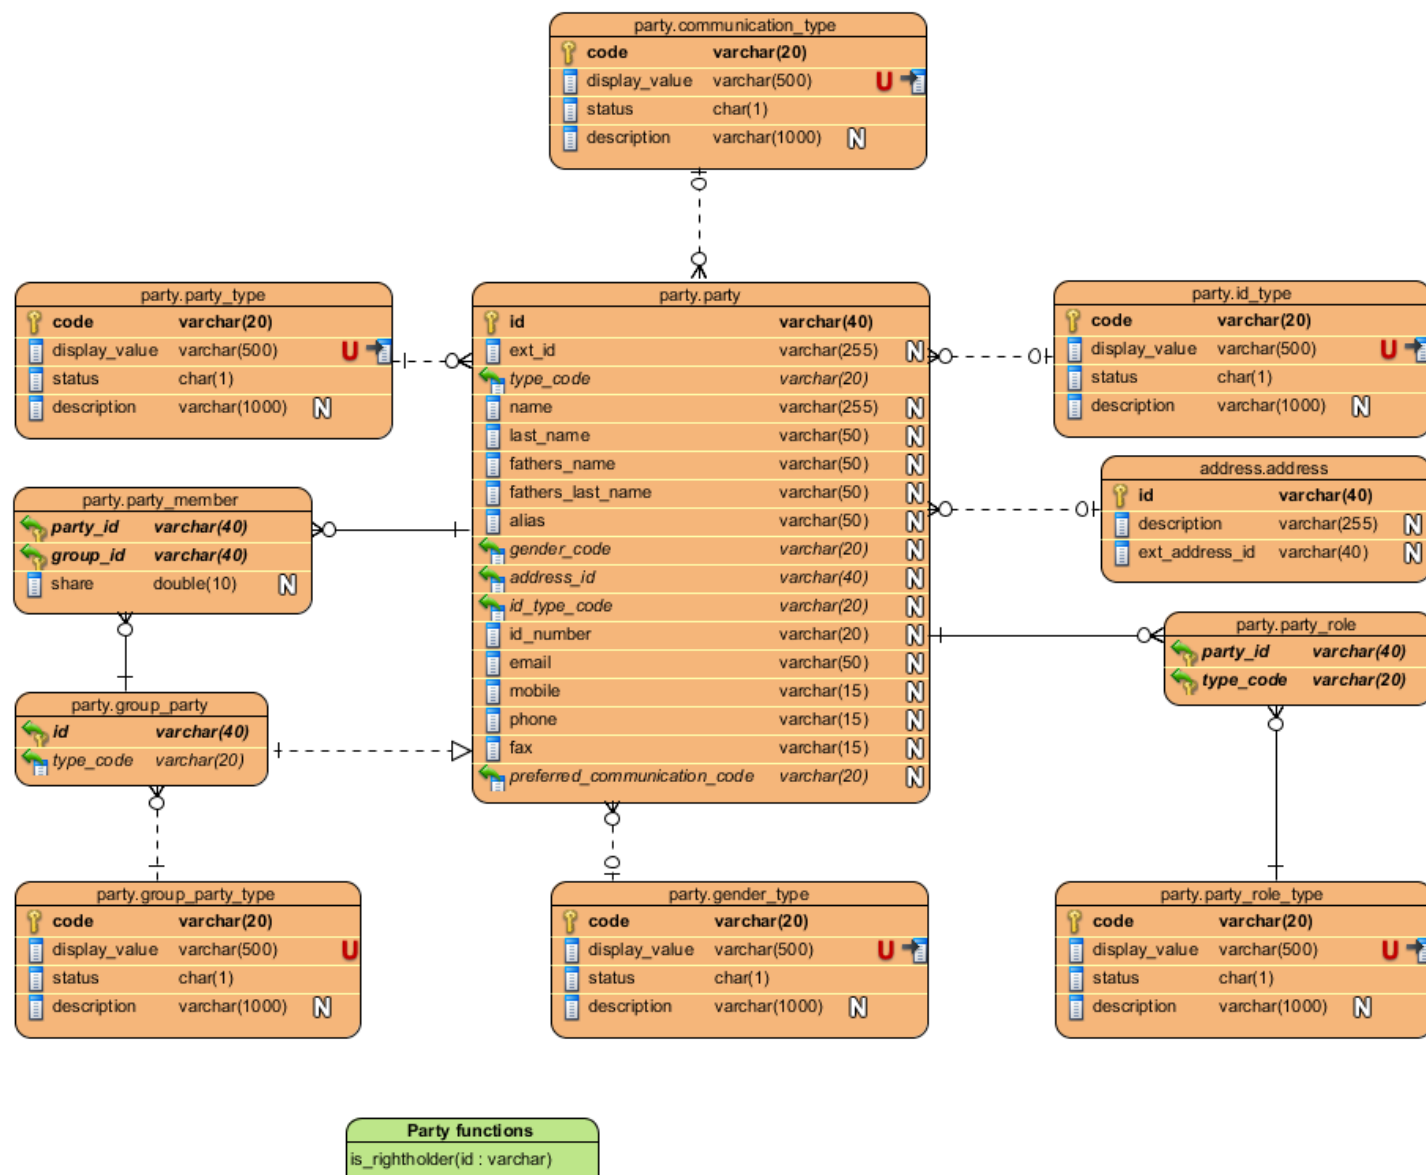 party.communication_type
code varchar(20)
display_value varchar(500) U
status char(1)
description varchar(1000) N
party.party_type
code varchar(20)
display_value varchar(500) U
status char(1)
description varchar(1000) N
party.party
id varchar(40)
ext_id varchar(255) N
type_code varchar(20)
name varchar(255) N
last_name varchar(50) N
fathers_name varchar(50) N
fathers_last_name varchar(50) N
alias varchar(50) N
gender_code varchar(20) N
address_id varchar(40) N
id_type_code varchar(20) N
id_number varchar(20) N
email varchar(50) N
mobile varchar(15) N
phone varchar(15) N
fax varchar(15) N
preferred_communication_code varchar(20) N
party.id_type
code varchar(20)
display_value varchar(500) U
status char(1)
description varchar(1000) N
address.address
id varchar(40)
description varchar(255) N
ext_address_id varchar(40) N
party.party_member
party_id varchar(40)
group_id varchar(40)
share double(10) N
party.party_role
party_id varchar(40)
type_code varchar(20)
party.group_party
id varchar(40)
type_code varchar(20)
party.group_party_type
code varchar(20)
display_value varchar(500) U
status char(1)
description varchar(1000) N
party.gender_type
code varchar(20)
display_value varchar(500) U
status char(1)
description varchar(1000) N
party.party_role_type
code varchar(20)
display_value varchar(500) U
status char(1)
description varchar(1000) N
Party functions
is_rightholder(id : varchar)